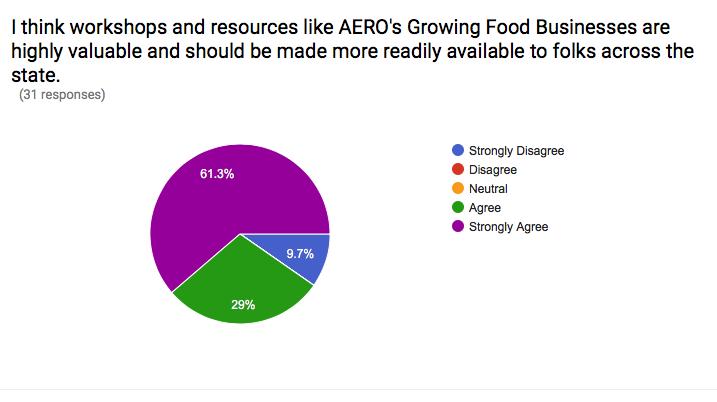 I think workshops and resources like AERO's Growing Food Businesses are
highly valuable and should be made more readily available to folks across the
state.
(31 responses)
Strongly Disagree
Disagree
Neutral
Agree
Strongly Agree
61.3%
9.7%
29%